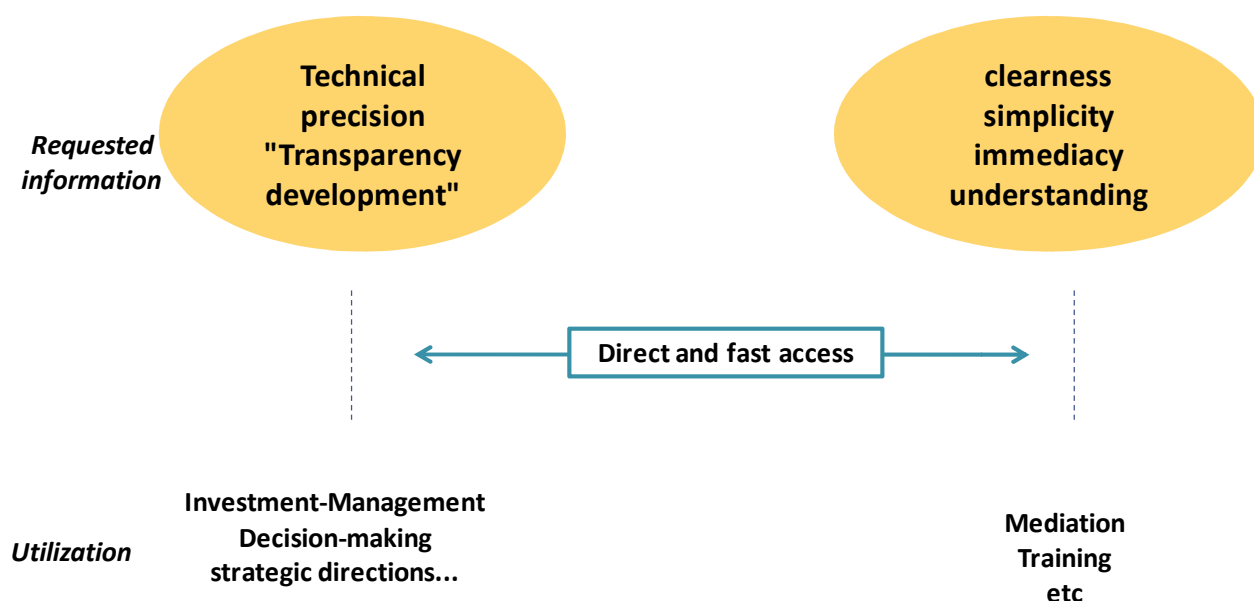 Technical
precision
"Transparency
development"
clearness
simplicity
immediacy
understanding
Requested
information
Direct and fast access
Investment-Management
Decision-making
strategic directions...
Utilization
Mediation
Training
etc